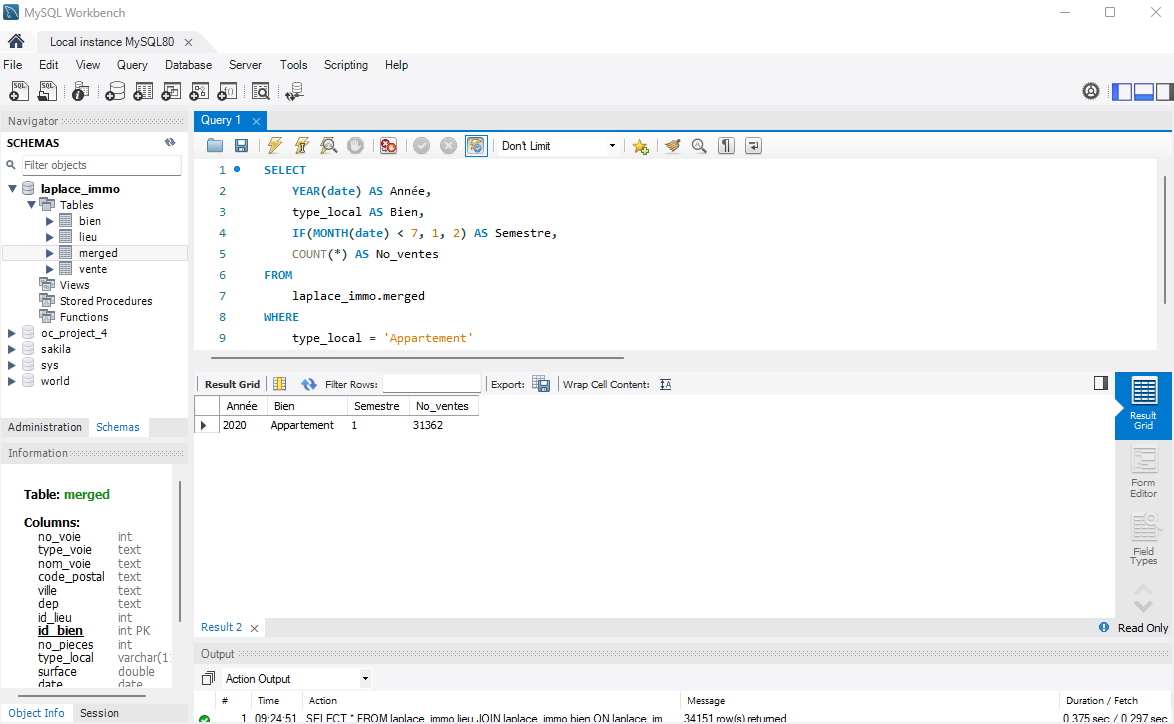 MySQL Workbench
Local instance MySQL80
File Edit View Query Database Server Tools Scripting Help
Navigator
SCHEMAS
Filter objects
laplace_immo
Tables
bien
lieu
merged
vente
Views
Stored Procedures
Functions
oc_project_4
sakila
sys
world
Administration Schemas
Information
Table: merged
Columns:
no_voie int
type_voie text
nom_voie text
code_postal text
ville text
dep text
id_lieu int
id_bien int PK
no_pieces int
type_local varchar(1
surface double
date date
Object Info Session
Query 1
Don't Limit
1 SELECT
2 YEAR(date) AS Année,
3 type_local AS Bien,
4 IF(MONTH(date) < 7, 1, 2) AS Semestre,
5 COUNT(*) AS No_ventes
6 FROM
7 laplace_immo.merged
8 WHERE
9 type_local = 'Appartement'
Result Grid Filter Rows: Export: Wrap Cell Content: IA
Année Bien Semestre No_ventes
2020 Appartement 1 31362
Result Grid
Form Editor
Field Types
Result 2 Read Only
Output
Action Output
# Time Action Message Duration / Fetch
1 09:24:51 SELECT * FROM laplace_immo.lieu JOIN laplace_immo.bien ON laplace_im 34151 row(s) returned 0.375 sec / 0.297 sec